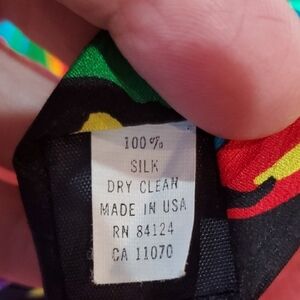 100%
SILK
DRY CLEAN
MADE IN USA
RN 84124
CA 11070